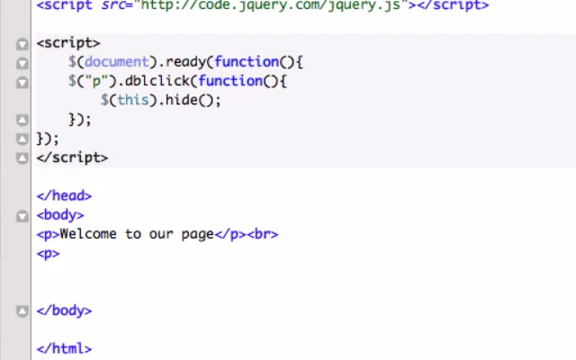 <script src="http://code.jquery.com/jquery.js"></script>
<script>
$(document).ready(function(){
$("p").dblclick(function(){
$(this).hide();
});
});
</script>
</head>
<body>
<p>Welcome to our page</p><br>
<p>
</body>
</html>